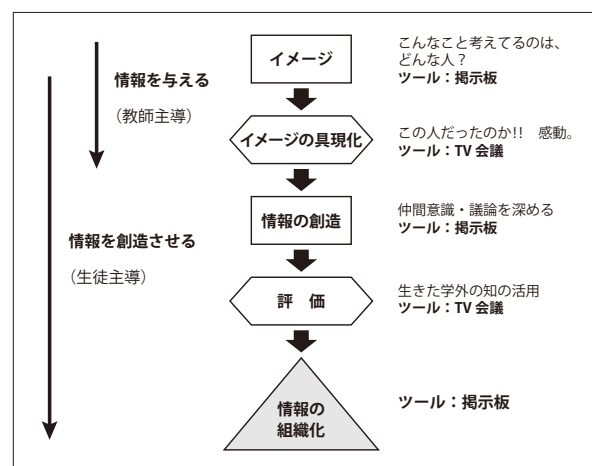 イメージ
こんなこと考えてるのは、
どんな人？
ツール：掲示板
情報を与える
（教師主導）
イメージの具現化
この人だったのか!!　感動。
ツール：TV 会議
情報の創造
仲間意識・議論を深める
ツール：掲示板
情報を創造させる
（生徒主導）
評　価
生きた学外の知の活用
ツール：TV 会議
情報の
組織化
ツール：掲示板